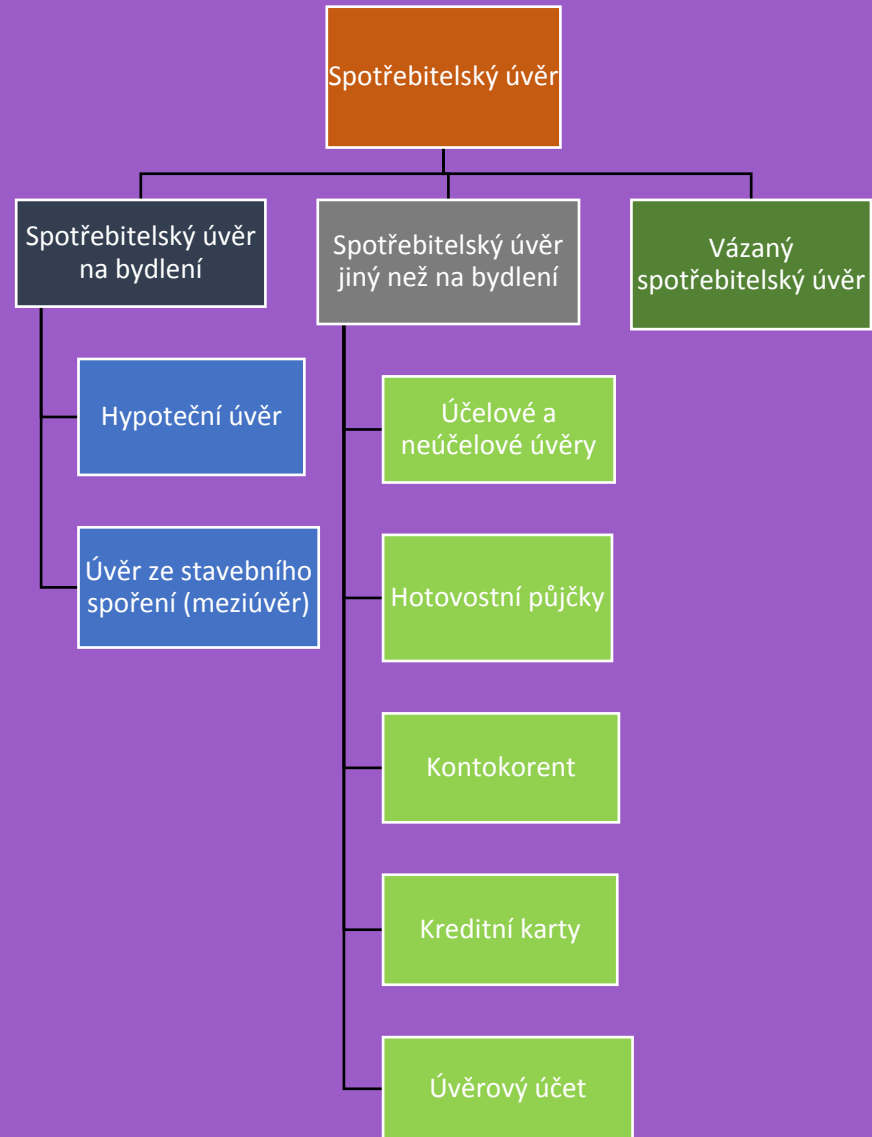 Spotřebitelský úvěr
Spotřebitelský úvěr
na bydlení
Hypoteční úvěr
Úvěr ze stavebního
spoření (meziúvěr)
Spotřebitelský úvěr
jiný než na bydlení
Účelové a
neúčelové úvěry
Hotovostní půjčky
Kontokorent
Kreditní karty
Úvěrový účet
Vázaný
spotřebitelský úvěr